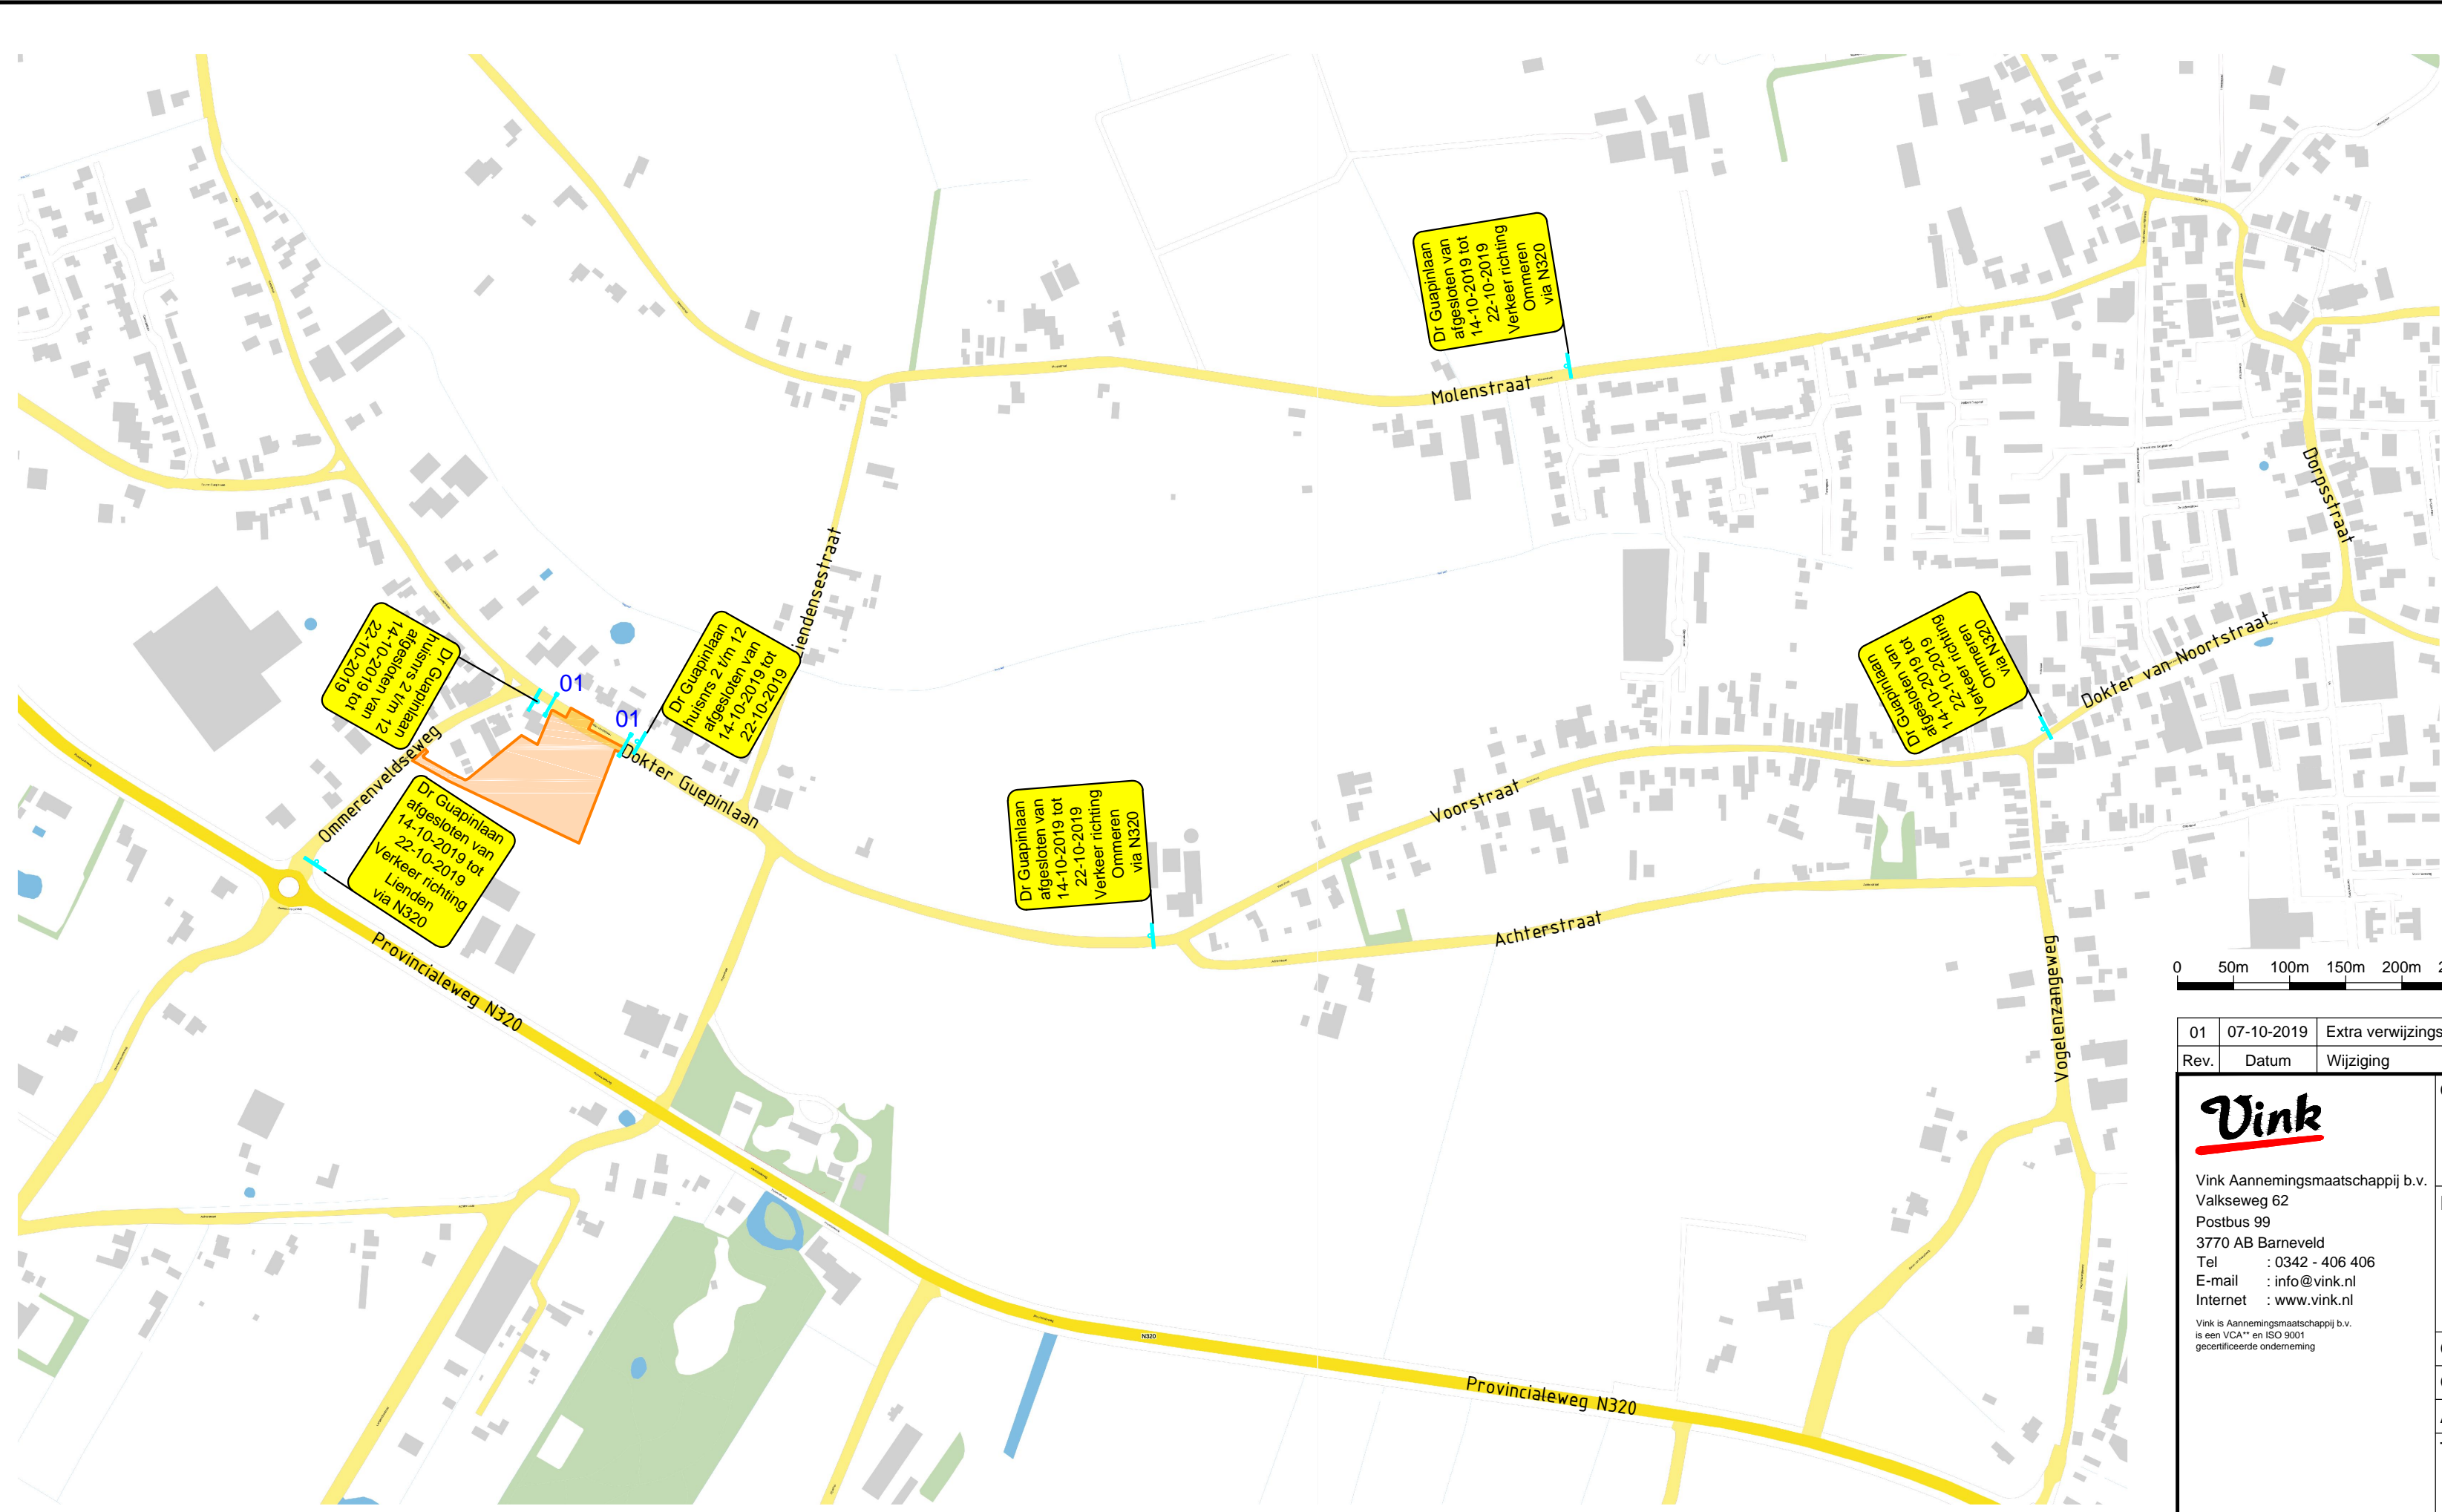 Dr Guapinlaan
afgesloten van
14-10-2019 tot
22-10-2019
Verkeer richting
Ommeren
via N320
Molenstraat
Dorpsstraat
Liendensestraat
Dr Guapinlaan
huisnrs 2 t/m 12
afgesloten van
14-10-2019 tot
22-10-2019
01
01
Dr Guapinlaan
huisnrs 2 t/m 12
afgesloten van
14-10-2019 tot
22-10-2019
Dr Guapinlaan
afgesloten van
14-10-2019 tot
22-10-2019
Verkeer richting
Ommeren
via N320
Dokter van Noortstraat
Ommerenveldseweg
Dokter Guepinlaan
Dr Guapinlaan
afgesloten van
14-10-2019 tot
22-10-2019
Verkeer richting
Lienden
via N320
Dr Guapinlaan
afgesloten van
14-10-2019 tot
22-10-2019
Verkeer richting
Ommeren
via N320
Voorstraat
Achterstraat
Vogelenzangeweg
Provincialeweg N320
N320
Provincialeweg N320
0 50m 100m 150m 200m
01 07-10-2019 Extra verwijzings
Rev. Datum Wijziging
Vink
Vink Aannemingsmaatschappij b.v.
Valkseweg 62
Postbus 99
3770 AB Barneveld
Tel : 0342 - 406 406
E-mail : info@vink.nl
Internet : www.vink.nl
Vink is Aannemingsmaatschappij b.v.
is een VCA** en ISO 9001
gecertificeerde onderneming